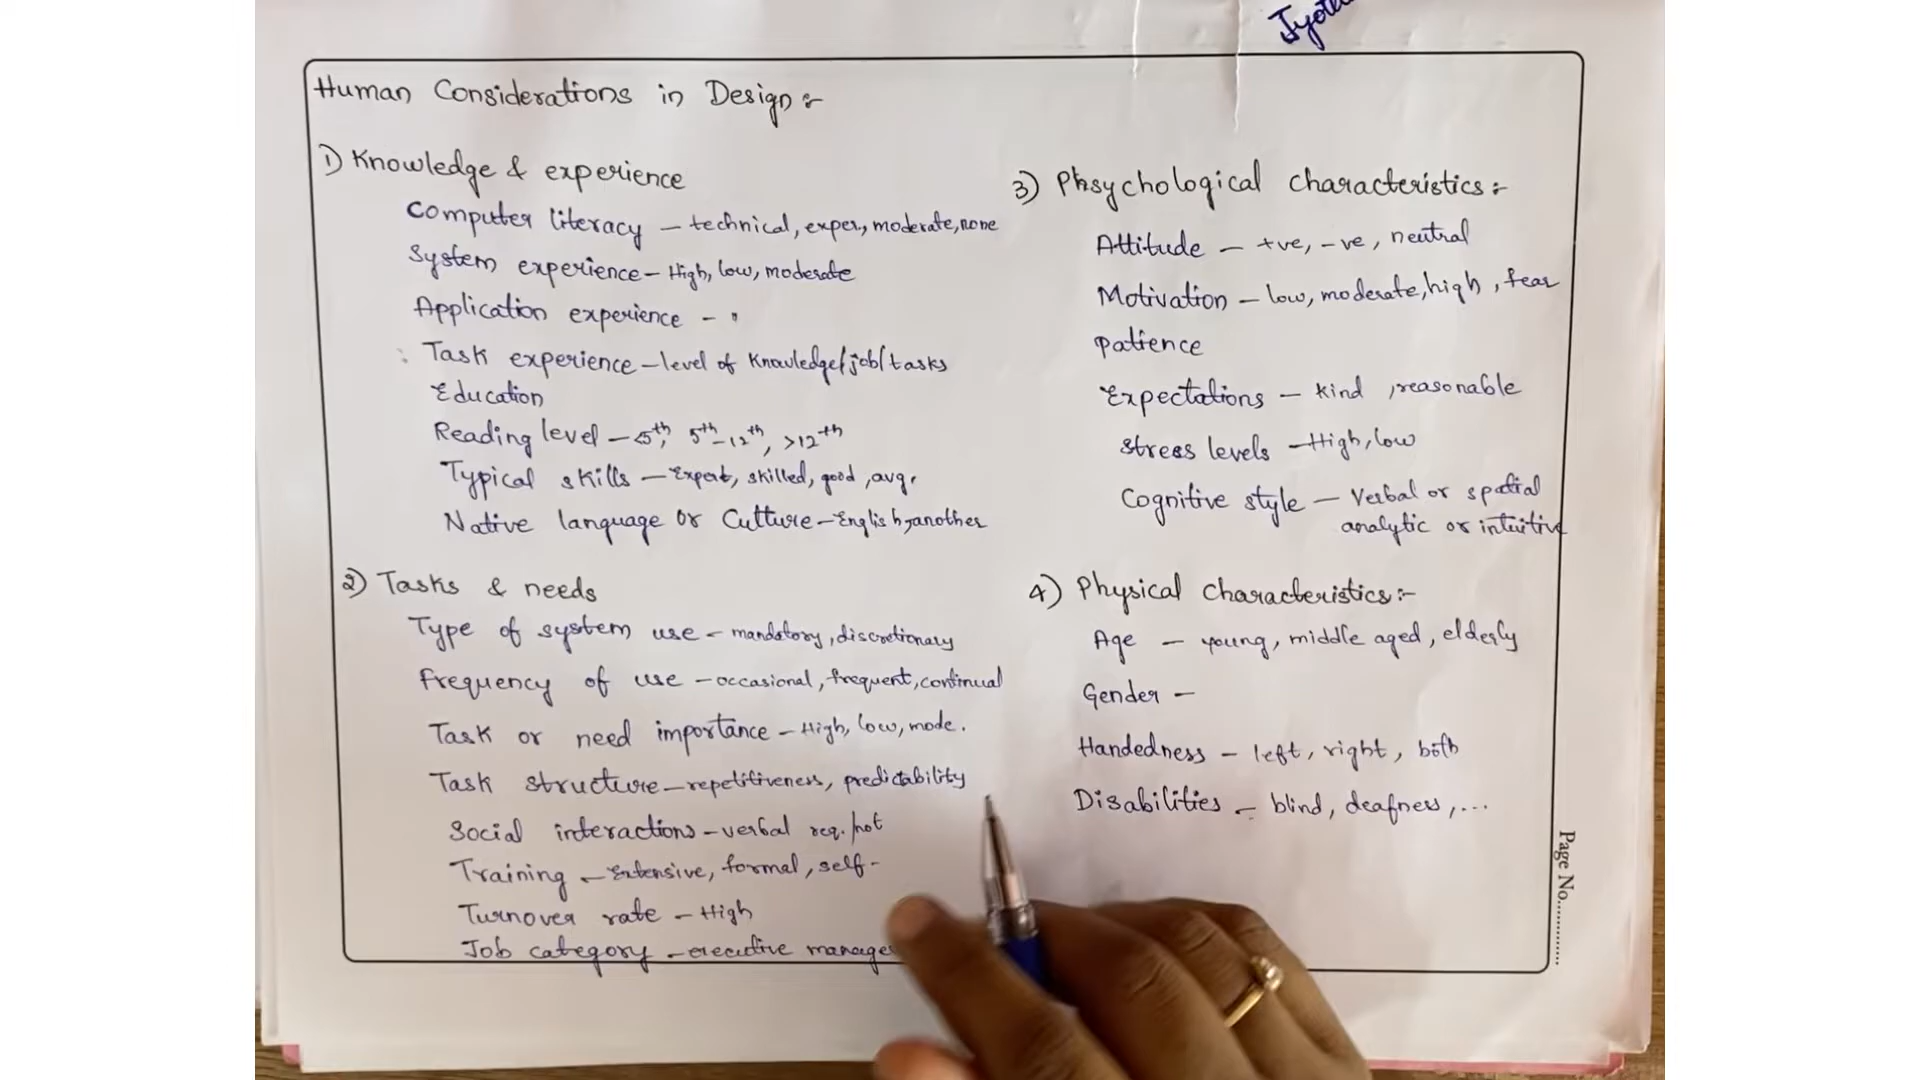 Human Considerations in Design:-
1) Knowledge & experience
Computer literacy - technical, exper, moderate, none
System experience - High, low, moderate
Application experience - "
Task experience - level of knowledge/job/tasks
Education
Reading level - <5th, 5th-12th, >12th
Typical skills - Expert, skilled, good, avg.
Native language or Culture - English, another
2) Tasks & needs
Type of system use - mandatory, discretionary
Frequency of use - occasional, frequent, continual
Task or need importance - High, low, mode.
Task structure - repetitiveness, predictability
Social interactions - verbal req./not
Training - Extensive, formal, self-
Turnover rate - High
Job category - executive manager
3) Phsychological characteristics:-
Attitude - +ve, -ve, neutral
Motivation - low, moderate, high, fear
patience
Expectations - kind, reasonable
stress levels - High, low
Cognitive style - Verbal or spatial
analytic or intuitive
4) Physical characteristics:-
Age - young, middle aged, elderly
Gender -
Handedness - left, right, both
Disabilities - blind, deafness, ...
Page No.............